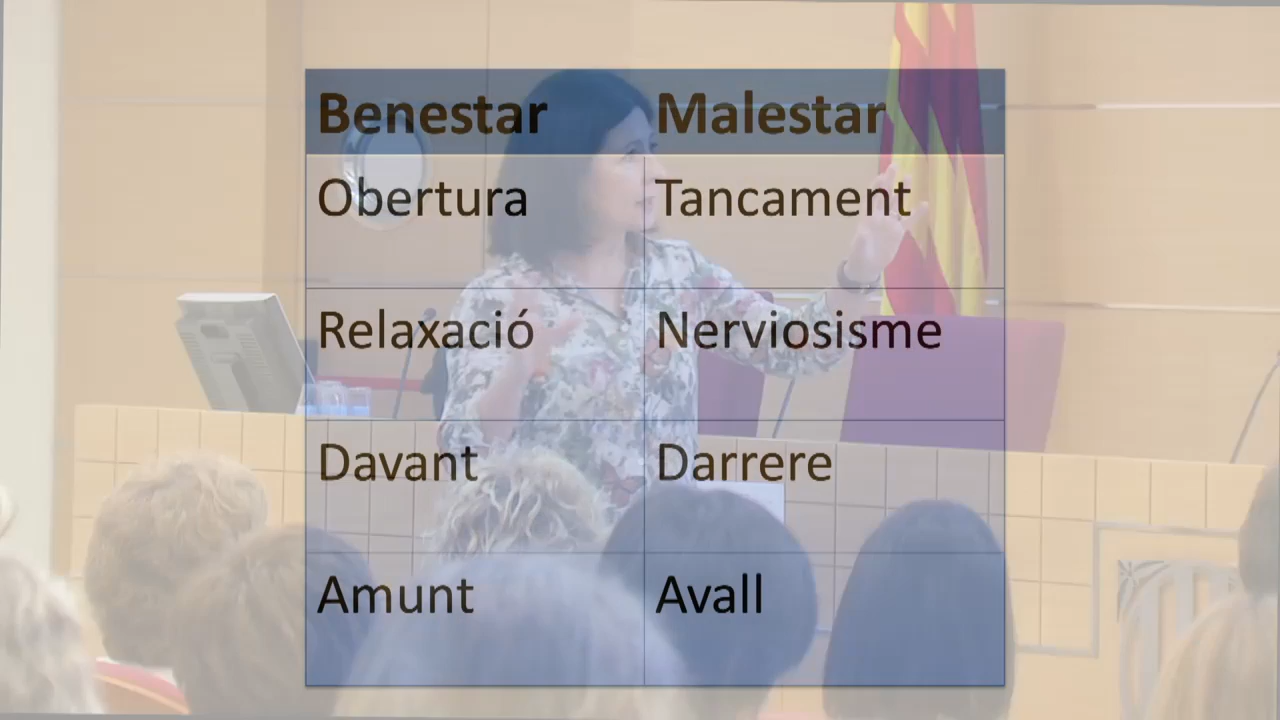 Benestar Malestar
Obertura Tancament
Relaxació Nerviosisme
Davant Darrere
Amunt Avall